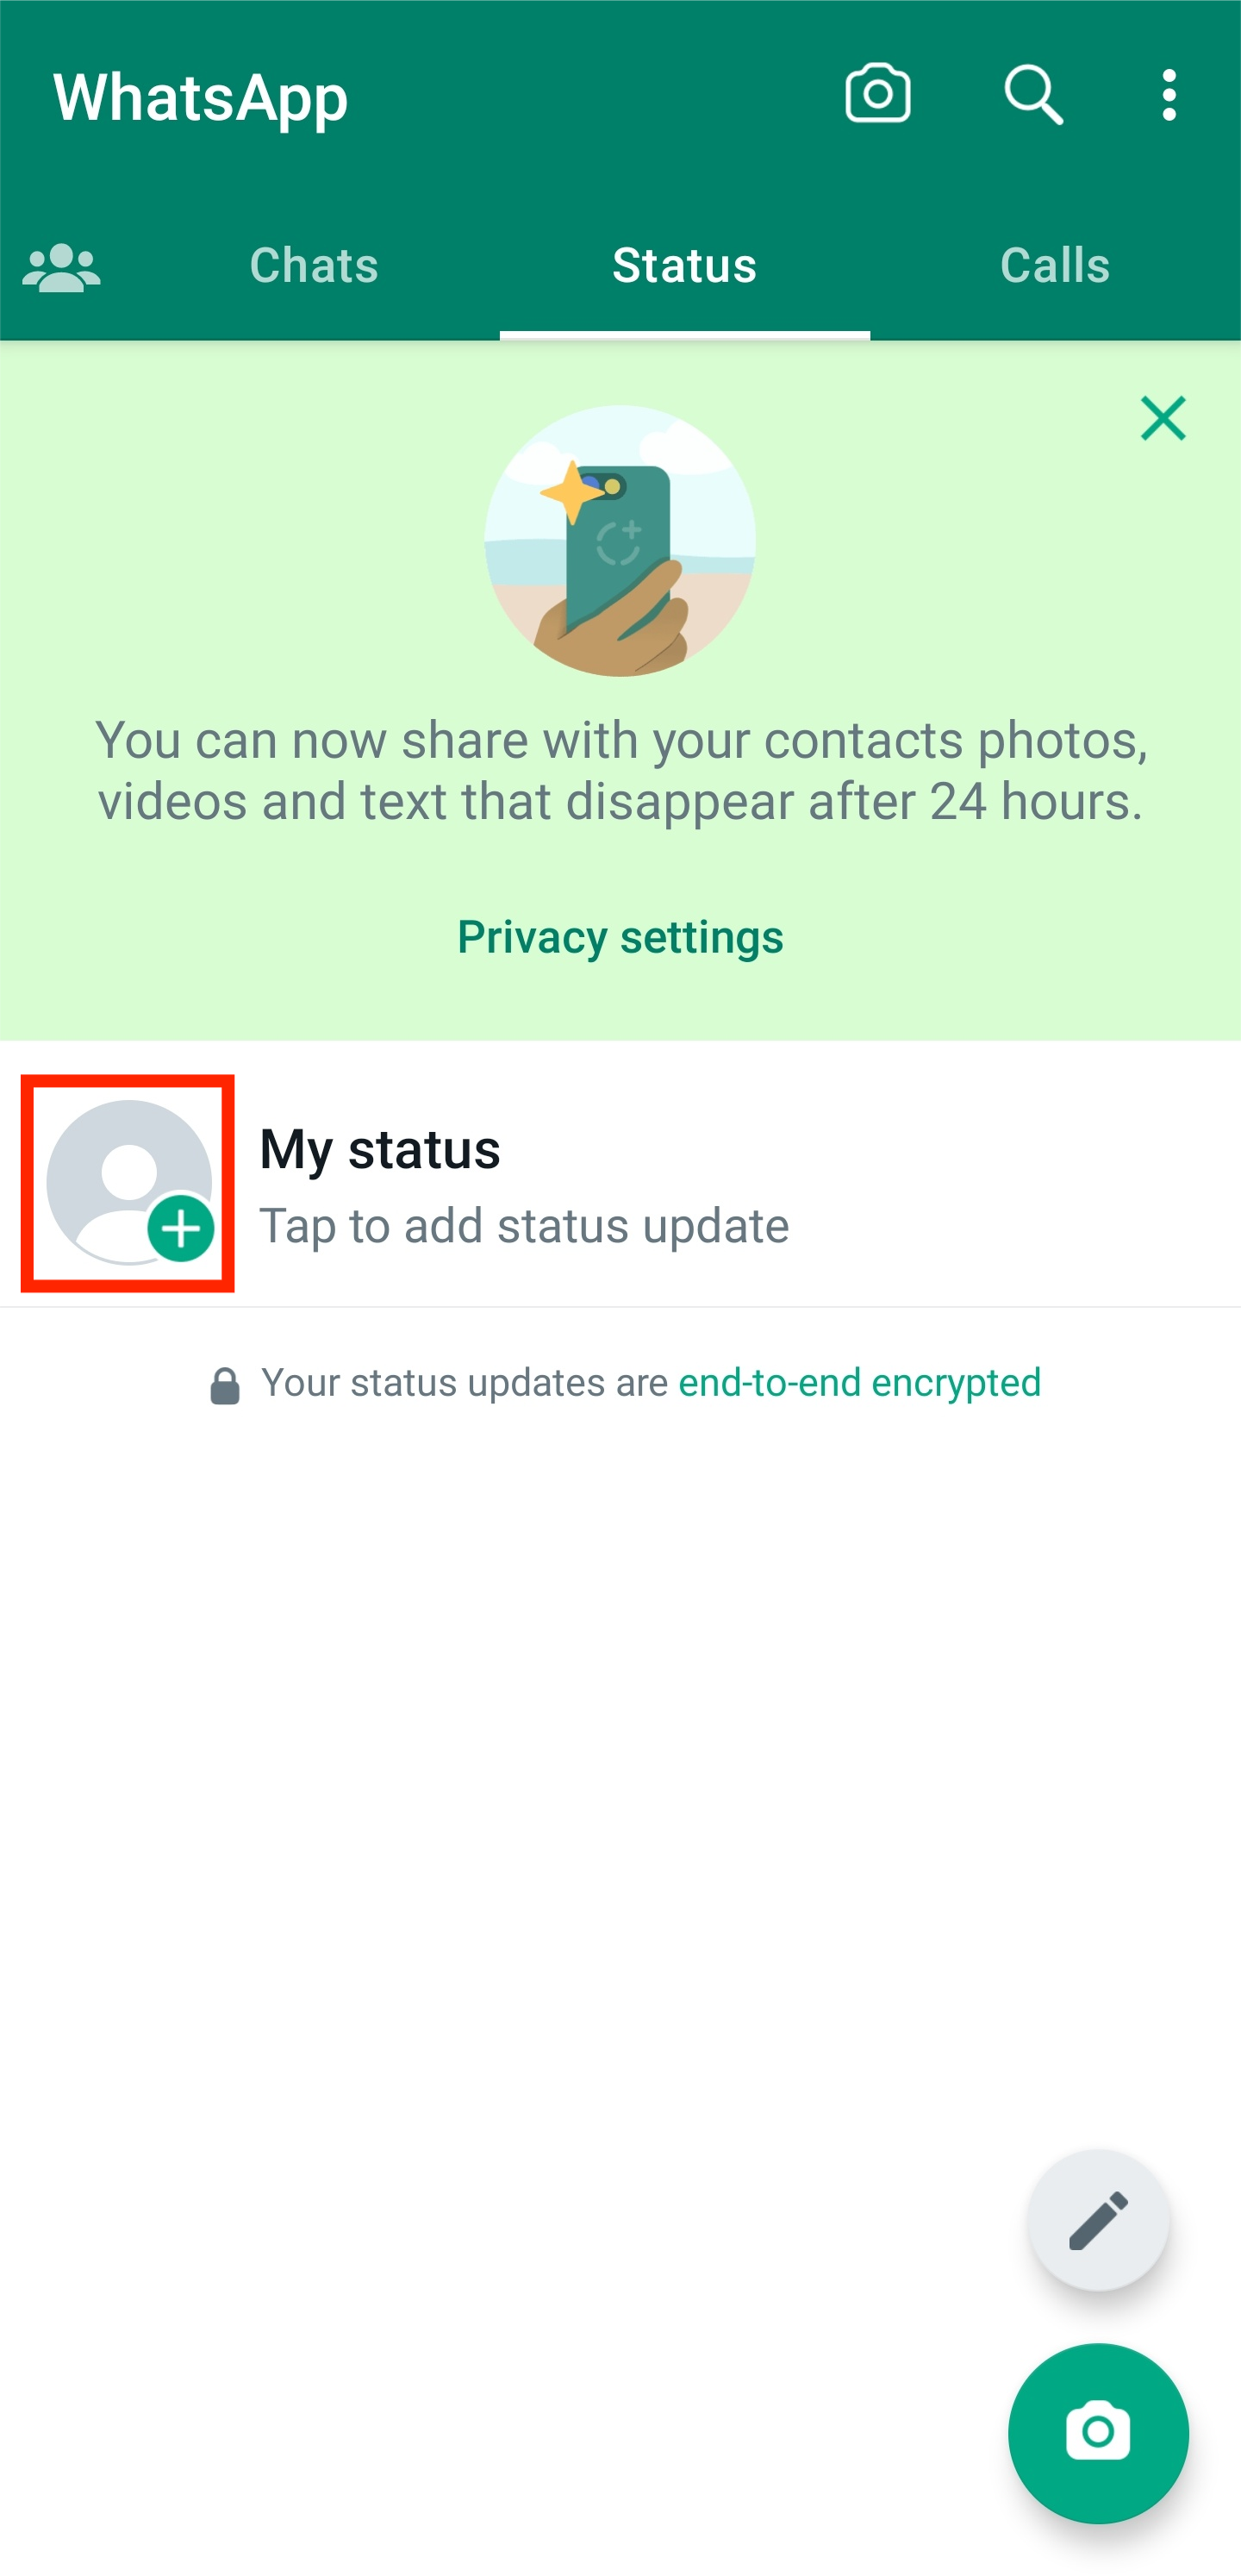 WhatsApp
Chats
Status
Calls
You can now share with your contacts photos,
videos and text that disappear after 24 hours.
Privacy settings
My status
Tap to add status update
Your status updates are end-to-end encrypted